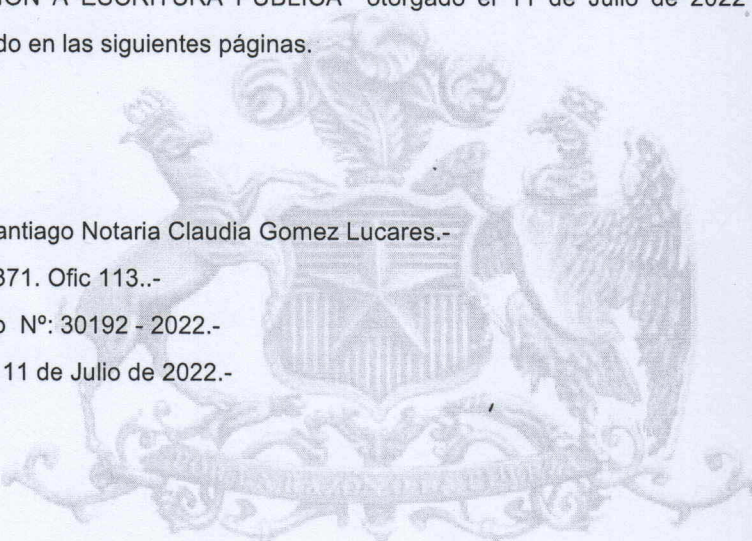 ION A ESCRITURA PUBLICA" otorgado el 11 de Julio de 2022
do en las siguientes páginas.
antiago Notaria Claudia Gomez Lucares.-
371. Ofic 113..-
o Nº: 30192 - 2022.-
11 de Julio de 2022.-